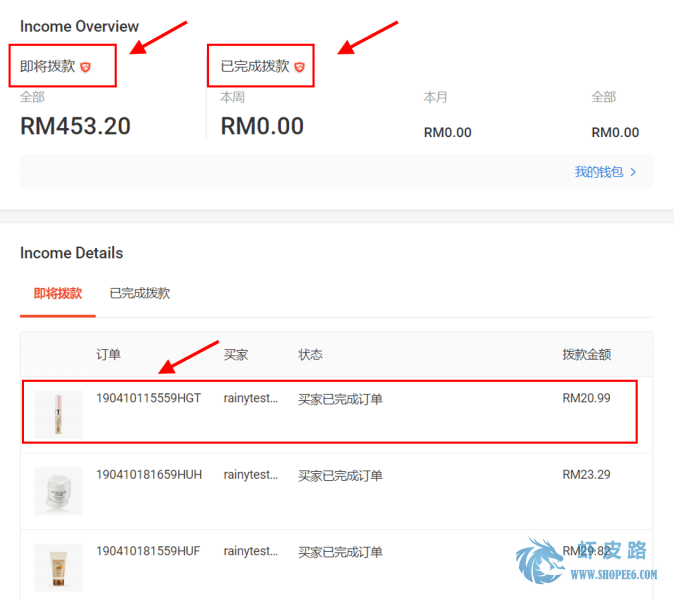 Income Overview
即将拨款
已完成拨款
全部
本周
本月
全部
RM453.20
RM0.00
RM0.00
RM0.00
我的钱包 >
Income Details
即将拨款 已完成拨款
订单 买家 状态 拨款金额
190410115559HGT rainytest... 买家已完成订单 RM20.99
190410181659HUH rainytest... 买家已完成订单 RM23.29
190410181559HUF rainytest... 买家已完成订单 RM29.82
虾皮路
WWW.SHOPEE6.COM